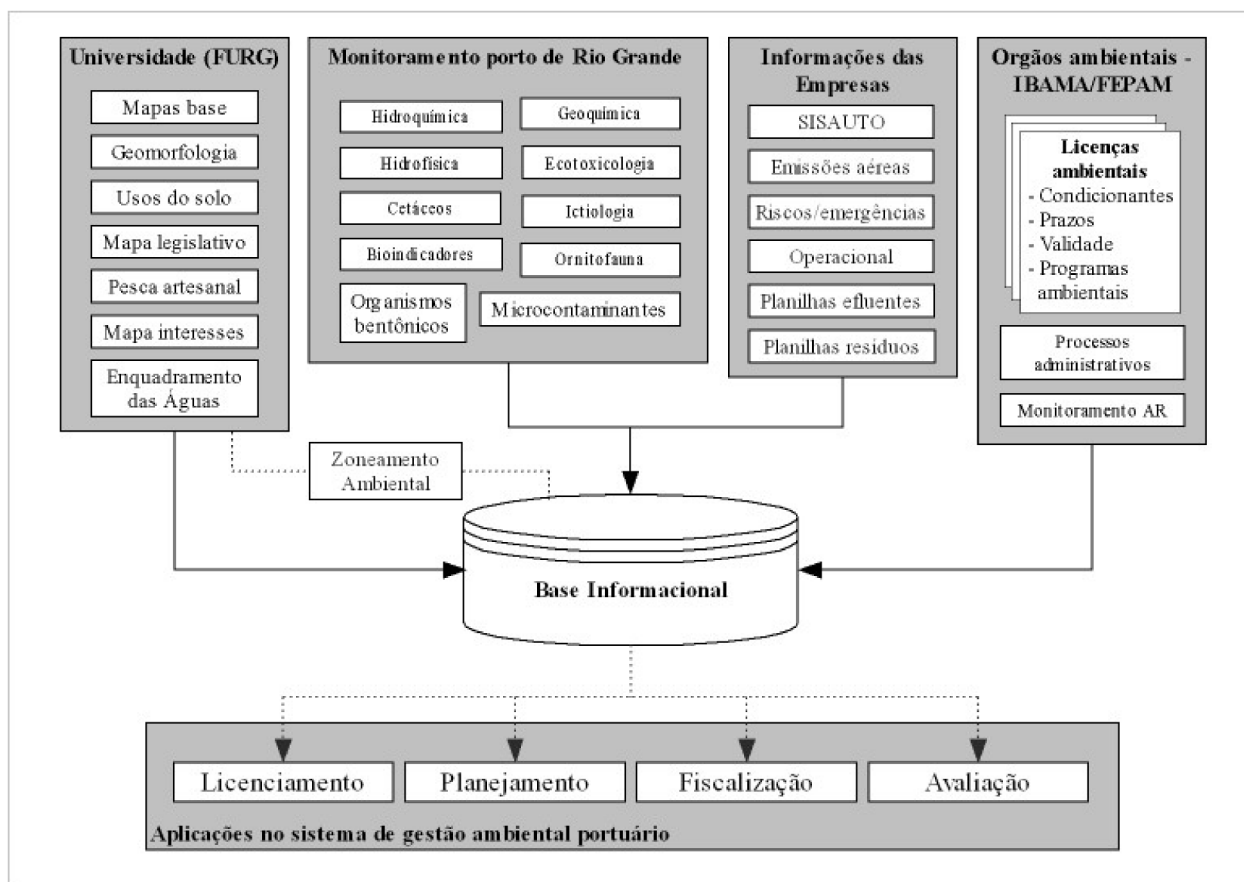 Universidade (FURG)
Mapas base
Geomorfologia
Usos do solo
Mapa legislativo
Pesca artesanal
Mapa interesses
Enquadramento
das Águas
Monitoramento porto de Rio Grande
Hidroquímica
Geoquímica
Hidrofísica
Ecotoxicologia
Cetáceos
Ictiologia
Bioindicadores
Ornitofauna
Organismos
bentônicos
Microcontaminantes
Informações das
Empresas
SISAUTO
Emissões aéreas
Riscos/emergências
Operacional
Planilhas efluentes
Planilhas resíduos
Orgãos ambientais -
IBAMA/FEPAM
Licenças
ambientais
- Condicionantes
- Prazos
- Validade
- Programas
ambientais
Processos
administrativos
Monitoramento AR
Zoneamento
Ambiental
Base Informacional
Licenciamento
Planejamento
Fiscalização
Avaliação
Aplicações no sistema de gestão ambiental portuário